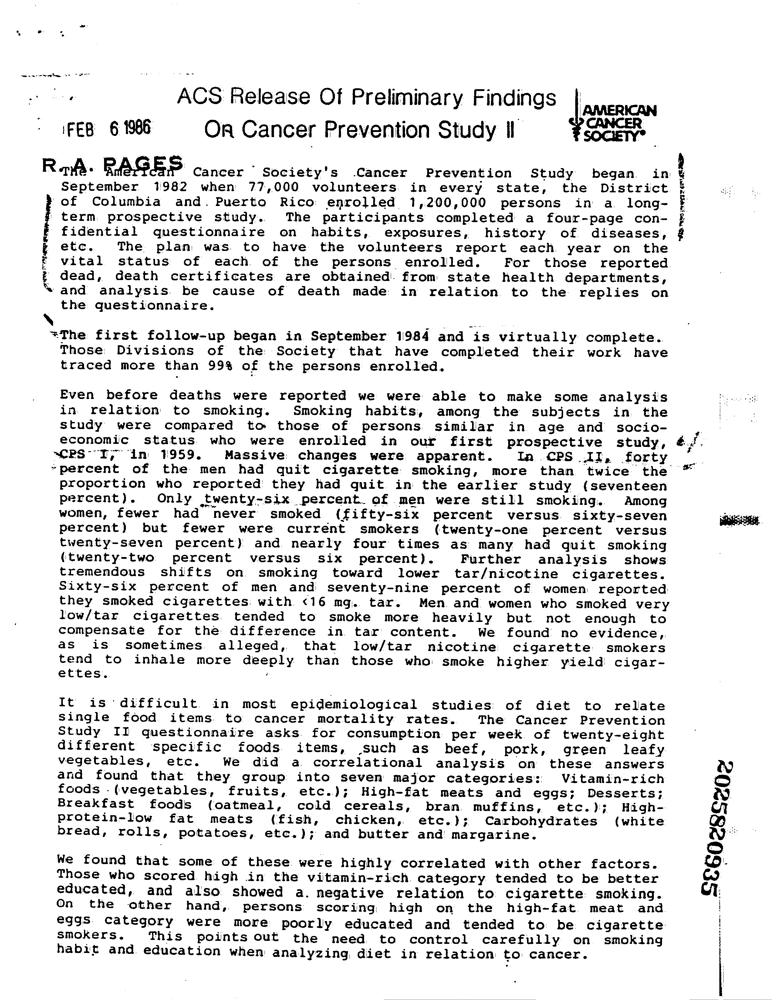 ACS Release Of Preliminary Findings
On Cancer Prevention Study II
AMERICAN
CANCER
SOCIETY®
FEB 6 1986
R. A. PAGES
The American Cancer Society's Cancer Prevention Study began in
September 1982 when 77,000 volunteers in every state, the District
of Columbia and Puerto Rico enrolled 1,200,000 persons in a long-
term prospective study. The participants completed a four-page con-
fidential questionnaire on habits, exposures, history of diseases,
etc. The plan was to have the volunteers report each year on the
vital status of each of the persons enrolled. For those reported
dead, death certificates are obtained from state health departments,
and analysis be cause of death made in relation to the replies on
the questionnaire.
The first follow-up began in September 1984 and is virtually complete.
Those Divisions of the Society that have completed their work have
traced more than 99% of the persons enrolled.
Even before deaths were reported we were able to make some analysis
in relation to smoking. Smoking habits, among the subjects in the
study were compared to those of persons similar in age and socio-
economic status who were enrolled in our first prospective study,
CPS I, in 1959. Massive changes were apparent. In CPS II, forty
percent of the men had quit cigarette smoking, more than twice the
proportion who reported they had quit in the earlier study (seventeen
percent). Only twenty-six percent of men were still smoking. Among
women, fewer had never smoked (fifty-six percent versus sixty-seven
percent) but fewer were current smokers (twenty-one percent versus
twenty-seven percent) and nearly four times as many had quit smoking
(twenty-two percent versus six percent). Further analysis shows
tremendous shifts on smoking toward lower tar/nicotine cigarettes.
Sixty-six percent of men and seventy-nine percent of women reported
they smoked cigarettes with <16 mg. tar. Men and women who smoked very
low/tar cigarettes tended to smoke more heavily but not enough to
compensate for the difference in tar content. We found no evidence,
as is sometimes alleged, that low/tar nicotine cigarette smokers
tend to inhale more deeply than those who smoke higher yield cigar-
ettes.
It is difficult in most epidemiological studies of diet to relate
single food items to cancer mortality rates. The Cancer Prevention
Study II questionnaire asks for consumption per week of twenty-eight
different specific foods items, such as beef, pork, green leafy
vegetables, etc. We did a correlational analysis on these answers
and found that they group into seven major categories: Vitamin-rich
foods (vegetables, fruits, etc.); High-fat meats and eggs; Desserts;
Breakfast foods (oatmeal, cold cereals, bran muffins, etc.); High-
protein-low fat meats (fish, chicken, etc.); Carbohydrates (white
bread, rolls, potatoes, etc.); and butter and margarine.
We found that some of these were highly correlated with other factors.
Those who scored high in the vitamin-rich category tended to be better
educated, and also showed a negative relation to cigarette smoking.
On the other hand, persons scoring high on the high-fat meat and
eggs category were more poorly educated and tended to be cigarette
smokers. This points out the need to control carefully on smoking
habit and education when analyzing diet in relation to cancer.
2025820935